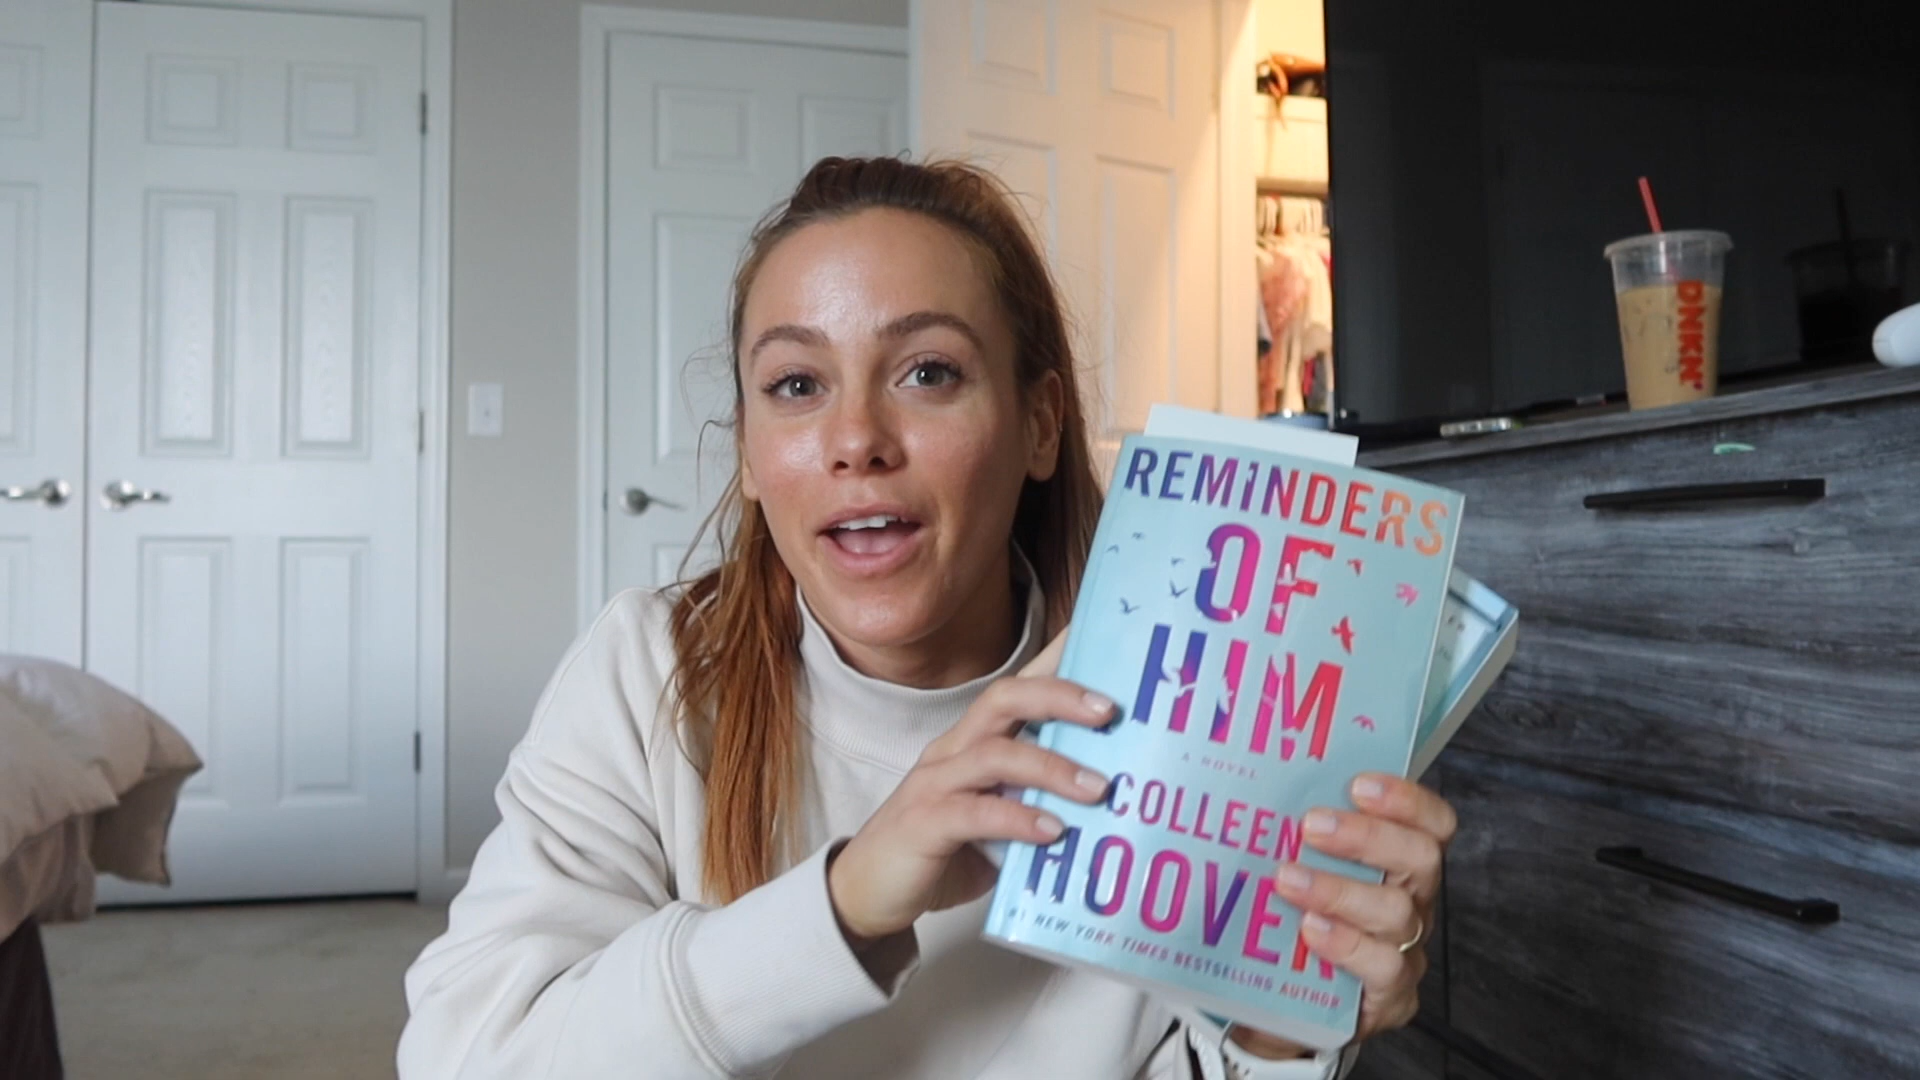 REMINDERS
OF
HIM
A NOVEL
COLLEEN
HOOVER
#1 NEW YORK TIMES BESTSELLING AUTHOR
DNKN'